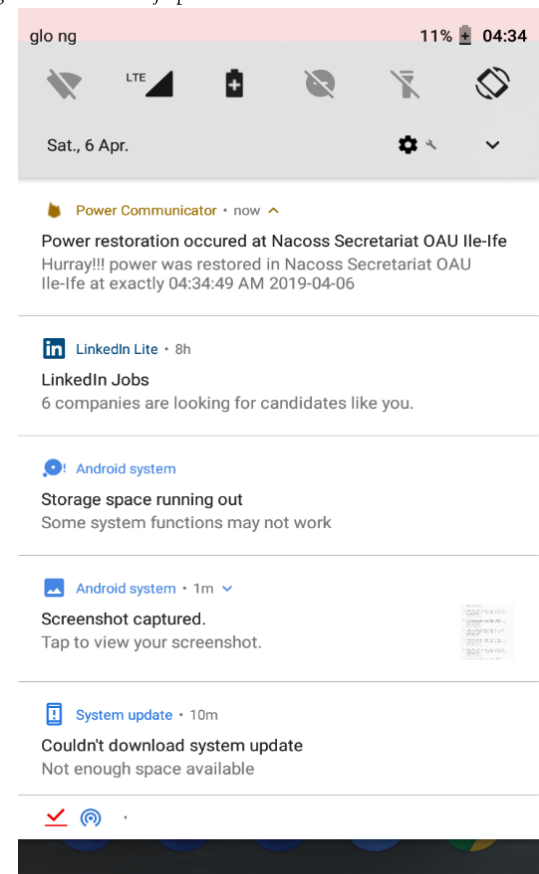 glo ng
11% 04:34
LTE
Sat., 6 Apr.
Power Communicator • now
Power restoration occured at Nacoss Secretariat OAU Ile-Ife
Hurray!!! power was restored in Nacoss Secretariat OAU
Ile-Ife at exactly 04:34:49 AM 2019-04-06
in LinkedIn Lite • 8h
LinkedIn Jobs
6 companies are looking for candidates like you.
Android system
Storage space running out
Some system functions may not work
Android system • 1m
Screenshot captured.
Tap to view your screenshot.
System update • 10m
Couldn't download system update
Not enough space available